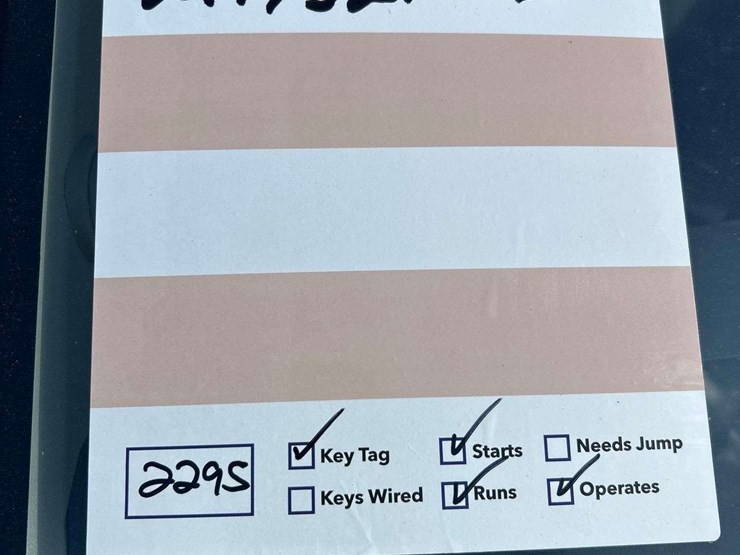 2295
Key Tag
Starts
Needs Jump
Keys Wired
Runs
Operates